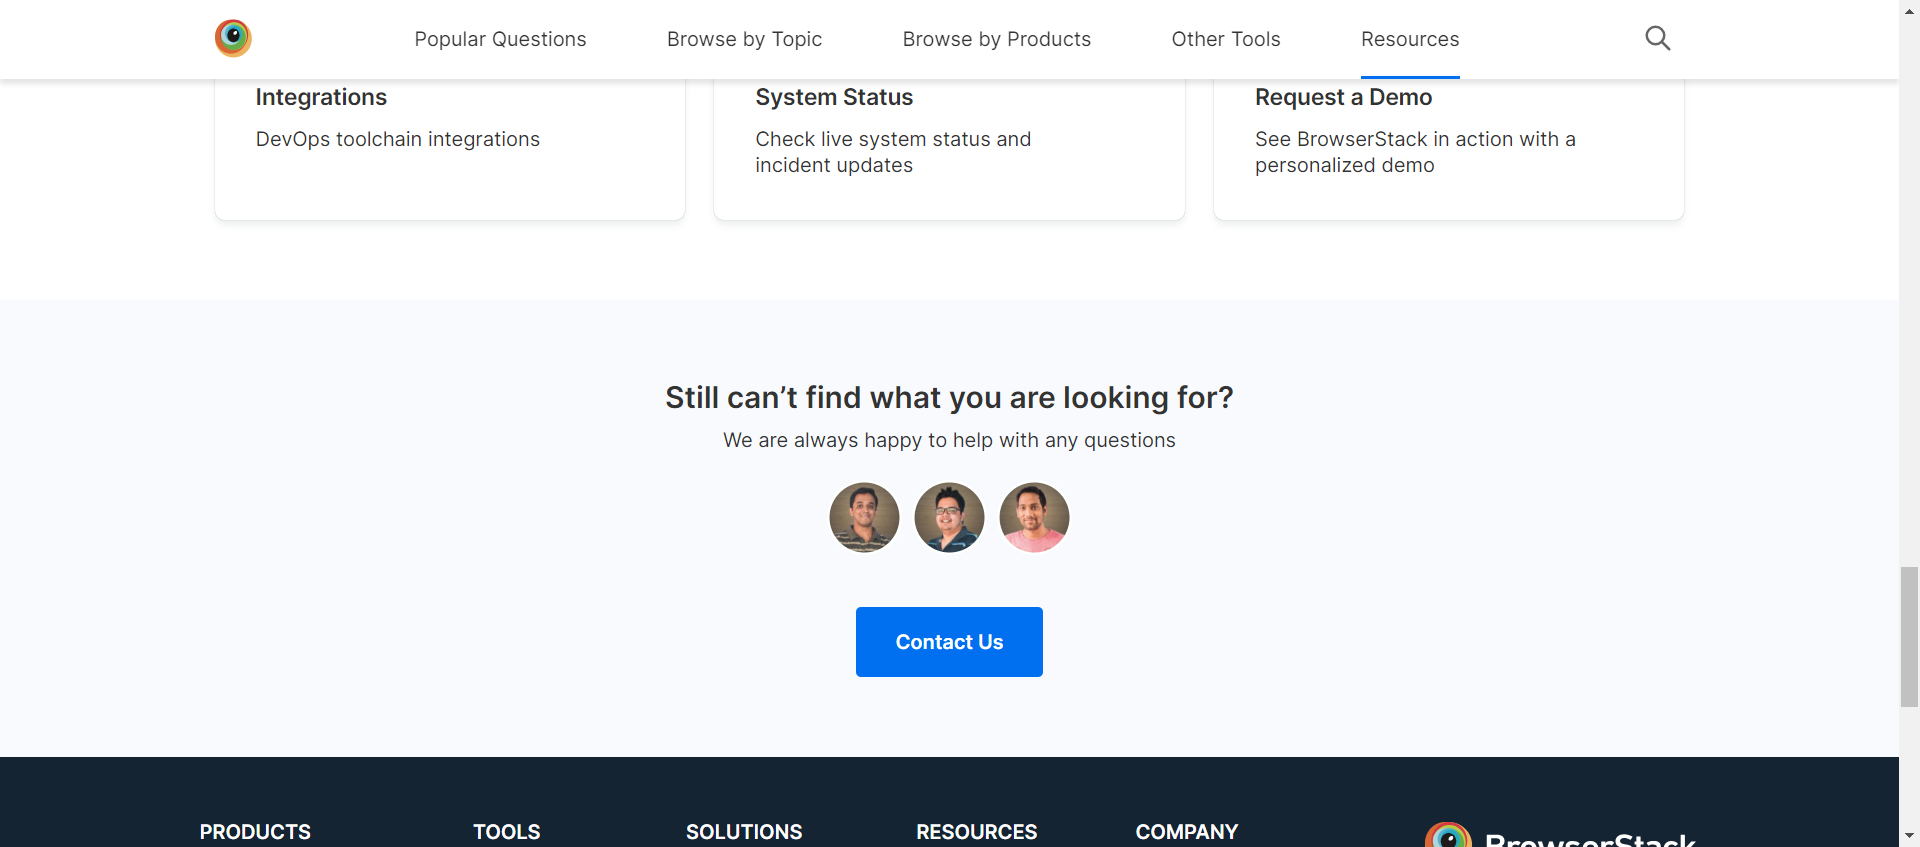 Popular Questions
Browse by Topic
Browse by Products
Other Tools
Resources
Integrations
DevOps toolchain integrations
System Status
Check live system status and
incident updates
Request a Demo
See BrowserStack in action with a
personalized demo
Still can’t find what you are looking for?
We are always happy to help with any questions
Contact Us
PRODUCTS
TOOLS
SOLUTIONS
RESOURCES
COMPANY
BrowserStack